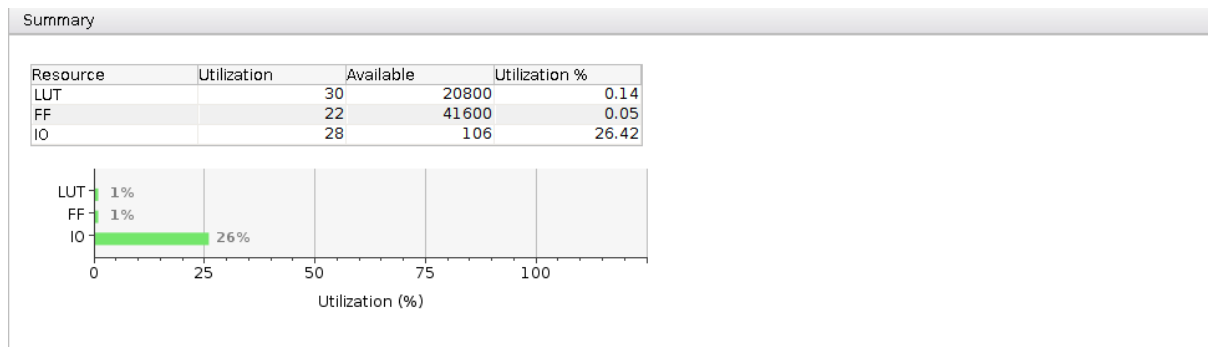 Summary
Resource Utilization Available Utilization %
LUT 30 20800 0.14
FF 22 41600 0.05
IO 28 106 26.42
LUT 1%
FF 1%
IO 26%
0 25 50 75 100
Utilization (%)